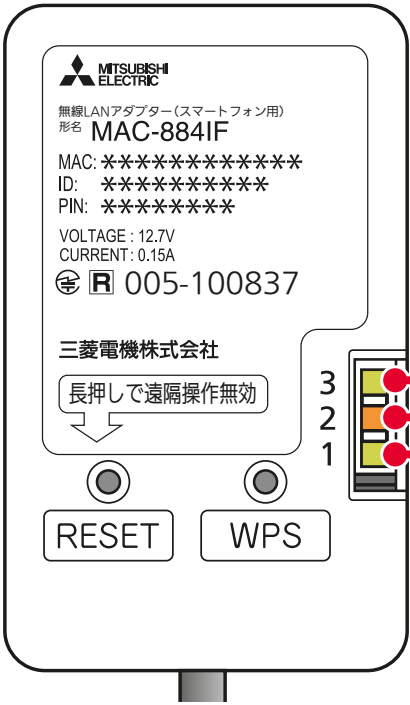 MITSUBISHI
ELECTRIC
無線LANアダプター(スマートフォン用)
形名 MAC-884IF
MAC: ************
ID: **********
PIN: ********
VOLTAGE : 12.7V
CURRENT : 0.15A
R 005-100837
三菱電機株式会社
長押しで遠隔操作無効
3
2
1
RESET
WPS